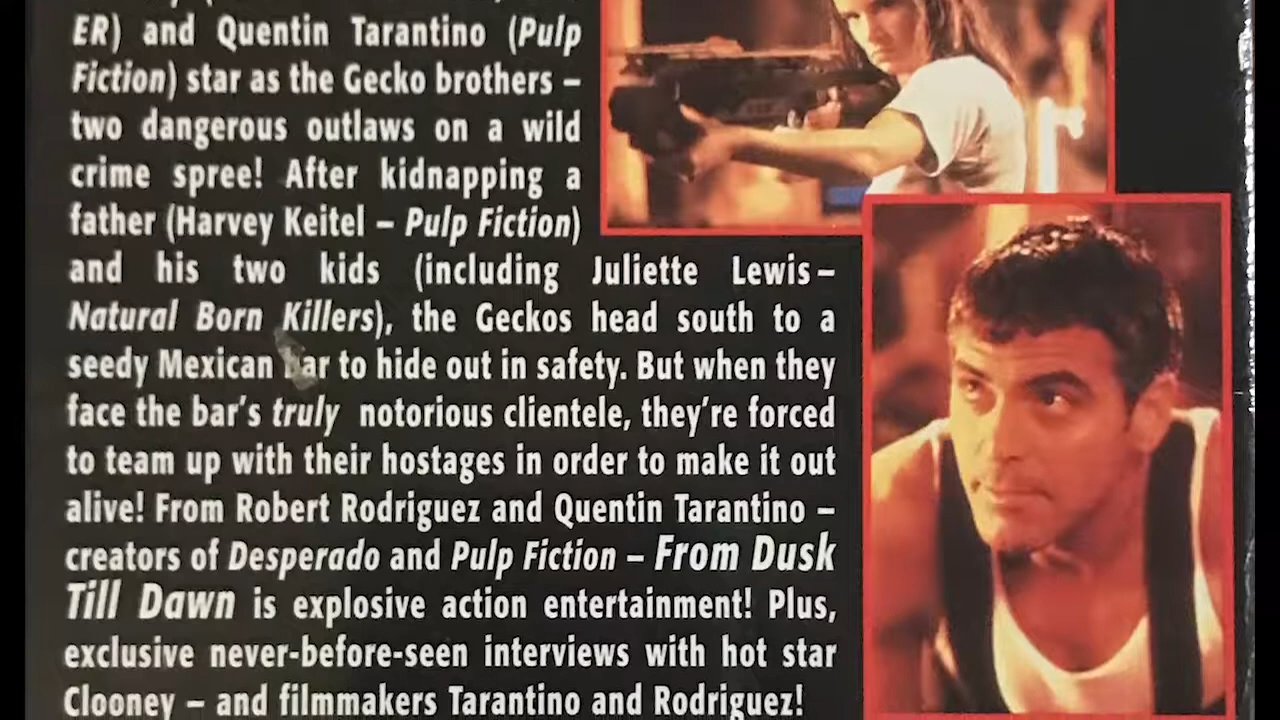 ER) and Quentin Tarantino (Pulp
Fiction) star as the Gecko brothers –
two dangerous outlaws on a wild
crime spree! After kidnapping a
father (Harvey Keitel – Pulp Fiction)
and his two kids (including Juliette Lewis–
Natural Born Killers), the Geckos head south to a
seedy Mexican bar to hide out in safety. But when they
face the bar's truly notorious clientele, they're forced
to team up with their hostages in order to make it out
alive! From Robert Rodriguez and Quentin Tarantino –
creators of Desperado and Pulp Fiction – From Dusk
Till Dawn is explosive action entertainment! Plus,
exclusive never-before-seen interviews with hot star
Clooney – and filmmakers Tarantino and Rodriguez!